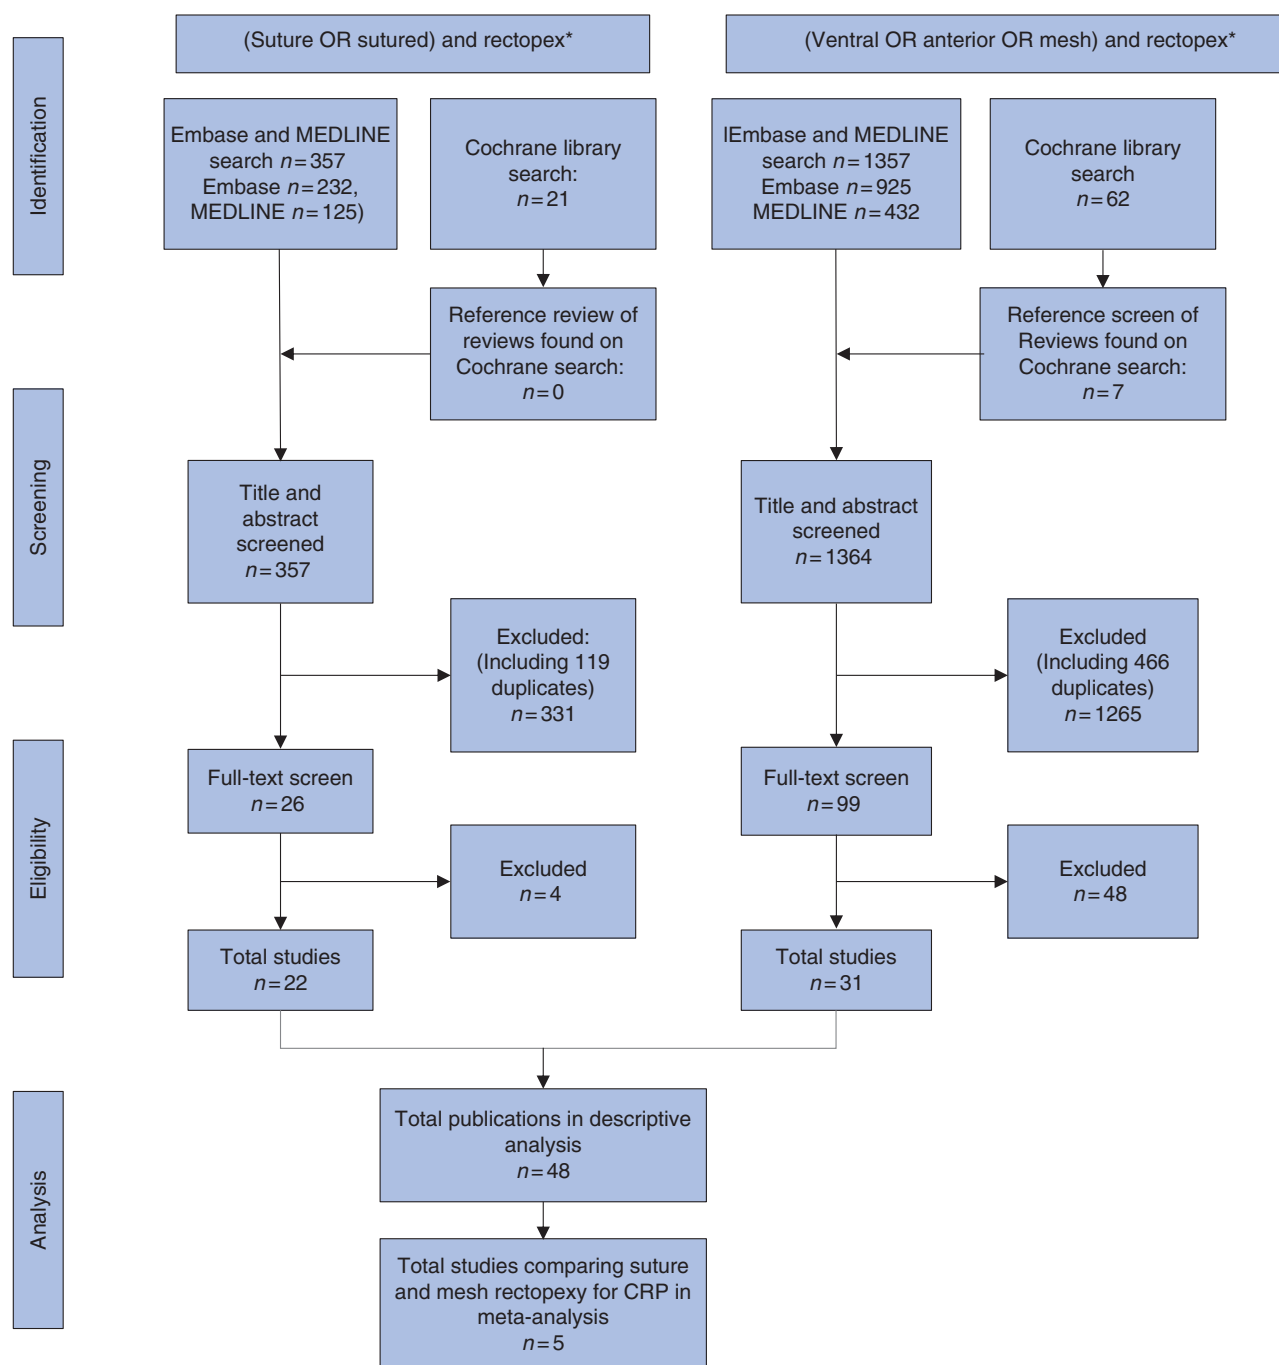 (Suture OR sutured) and rectopex*
(Ventral OR anterior OR mesh) and rectopex*
Identification
Embase and MEDLINE
search n=357
Embase n=232,
MEDLINE n=125)
Cochrane library
search:
n=21
IEmbase and MEDLINE
search n=1357
Embase n=925
MEDLINE n=432
Cochrane library
search
n=62
Reference review of
reviews found on
Cochrane search:
n=0
Reference screen of
Reviews found on
Cochrane search:
n=7
Screening
Title and
abstract
screened
n=357
Title and abstract
screened
n=1364
Excluded:
(Including 119
duplicates)
n=331
Excluded
(Including 466
duplicates)
n=1265
Eligibility
Full-text screen
n=26
Full-text screen
n=99
Excluded
n=4
Excluded
n=48
Total studies
n=22
Total studies
n=31
Analysis
Total publications in descriptive
analysis
n=48
Total studies comparing suture
and mesh rectopexy for CRP in
meta-analysis
n=5